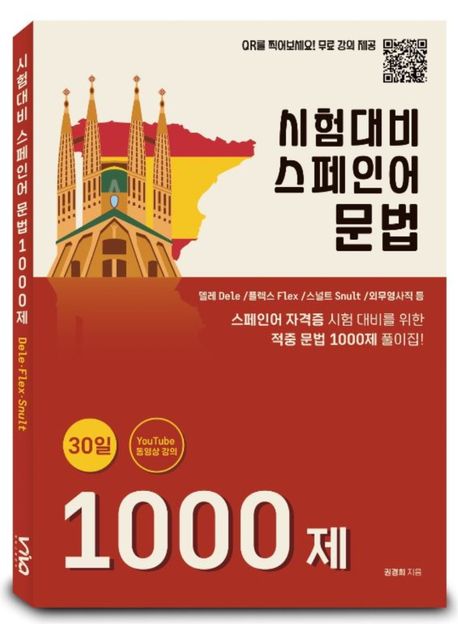 시험대비 스페인어 문법 1000제 Dele·Flex·Snult
vio
QR를 찍어보세요! 무료 강의 제공
시험대비
스페인어
문법
델레 Dele /플렉스 Flex /스널트 Snult /외무영사직 등
스페인어 자격증 시험 대비를 위한
적중 문법 1000제 풀이집!
30일
YouTube
동영상 강의
1000제
권경희 지음